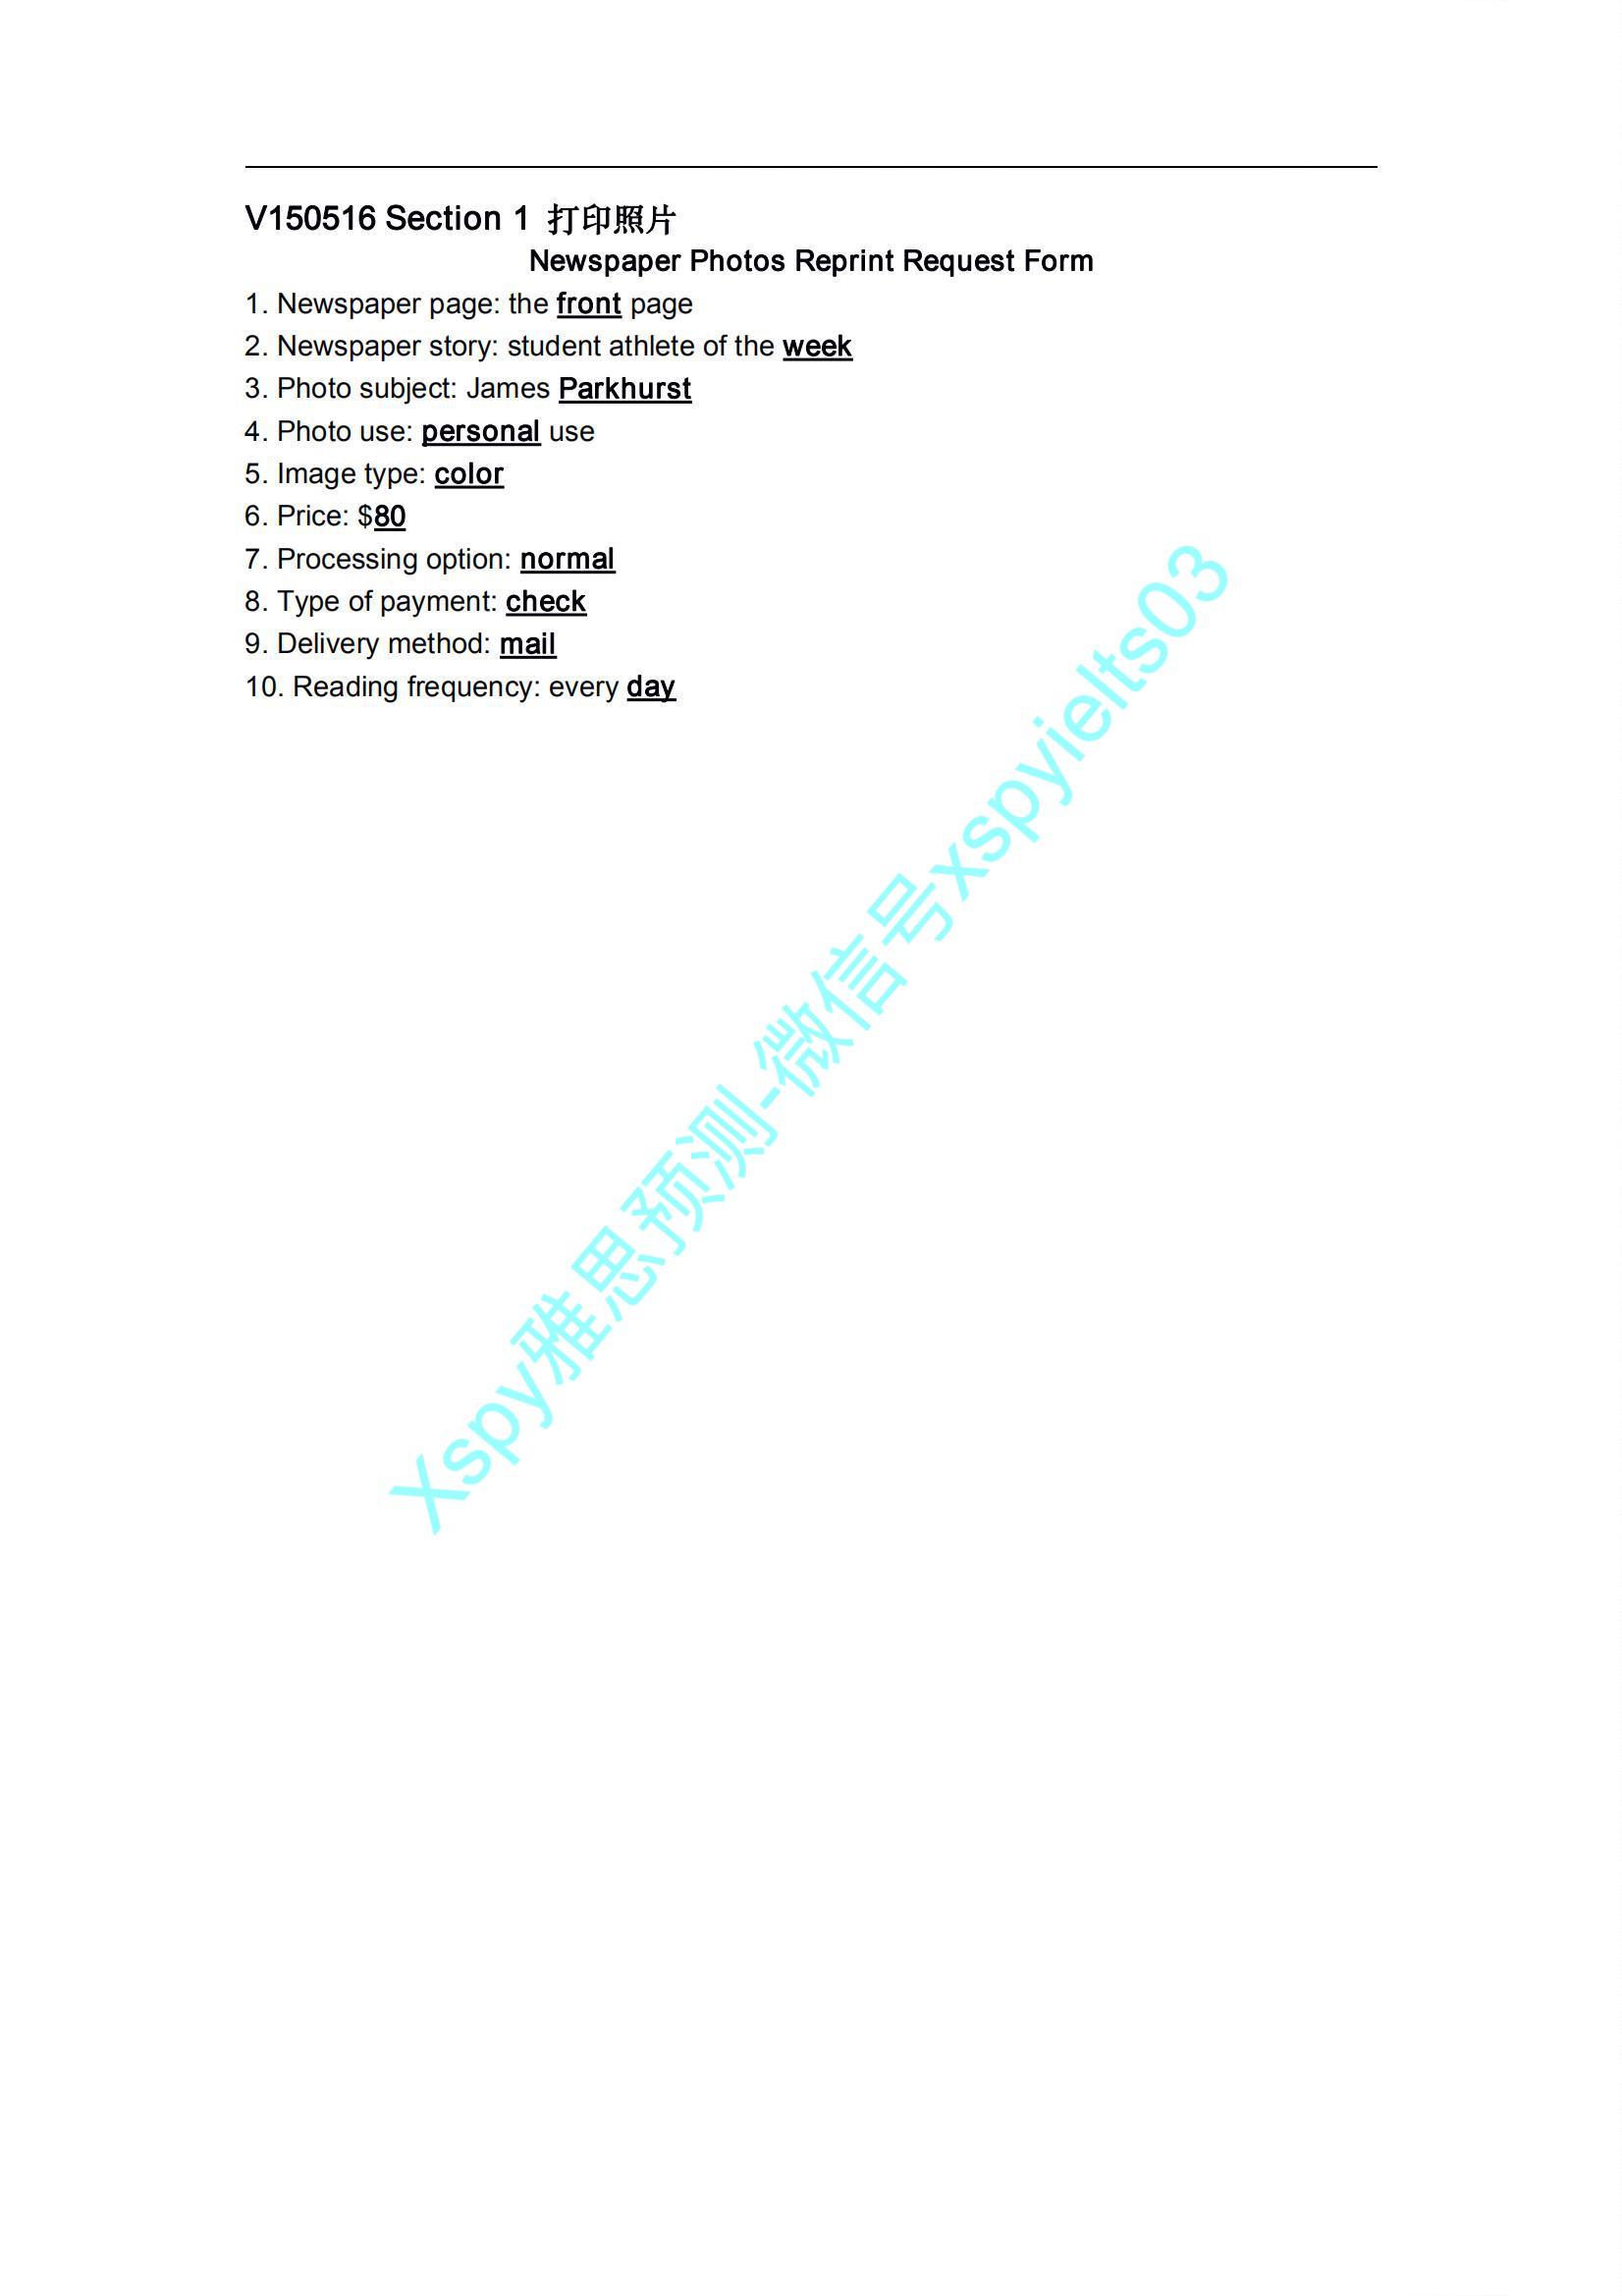 V150516 Section 1 打印照片
Newspaper Photos Reprint Request Form
1. Newspaper page: the front page
2. Newspaper story: student athlete of the week
3. Photo subject: James Parkhurst
4. Photo use: personal use
5. Image type: color
6. Price: $80
7. Processing option: normal
8. Type of payment: check
9. Delivery method: mail
10. Reading frequency: every day
Xspy雅思预测-微信号xspyielts03